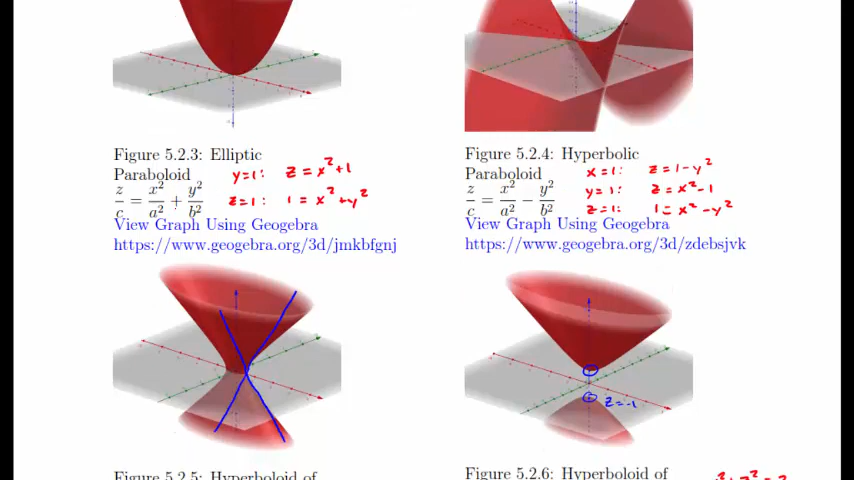 Figure 5.2.3: Elliptic
Paraboloid
y=1: z = x²+1
z/c = x²/a² + y²/b²
z=1: 1 = x²+y²
View Graph Using Geogebra
https://www.geogebra.org/3d/jmkbfgnj
Figure 5.2.4: Hyperbolic
Paraboloid
x=1: z = 1-y²
y=1: z = x²-1
z/c = x²/a² − y²/b²
z=1: 1 = x²-y²
View Graph Using Geogebra
https://www.geogebra.org/3d/zdebsjvk
z=-1
Figure 5.2.5: Hyperboloid of
Figure 5.2.6: Hyperboloid of